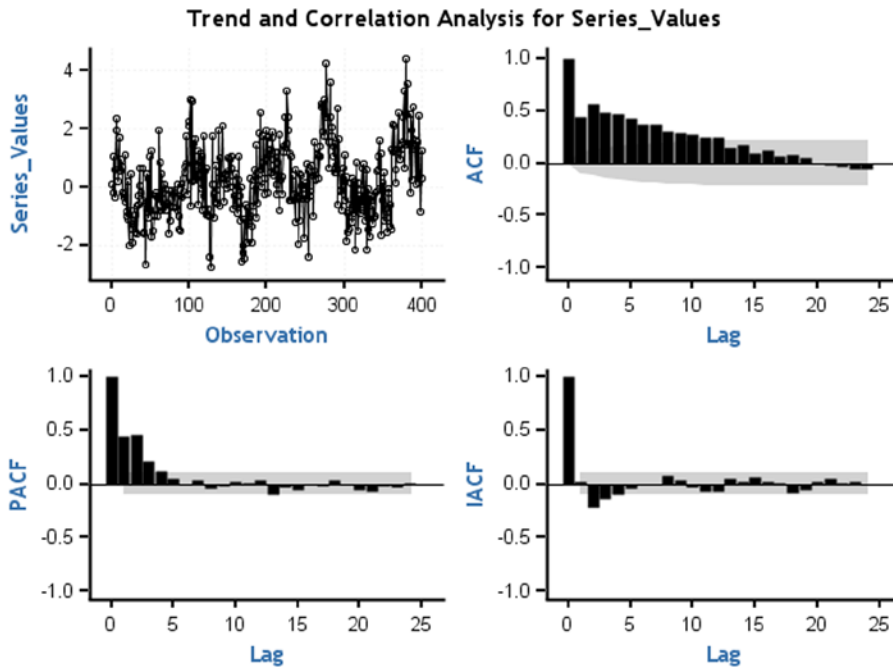 Trend and Correlation Analysis for Series_Values
Series_Values
4
2
0
-2
0 100 200 300 400
Observation
ACF
1.0
0.5
0.0
-0.5
-1.0
0 5 10 15 20 25
Lag
PACF
1.0
0.5
0.0
-0.5
-1.0
0 5 10 15 20 25
Lag
IACF
1.0
0.5
0.0
-0.5
-1.0
0 5 10 15 20 25
Lag